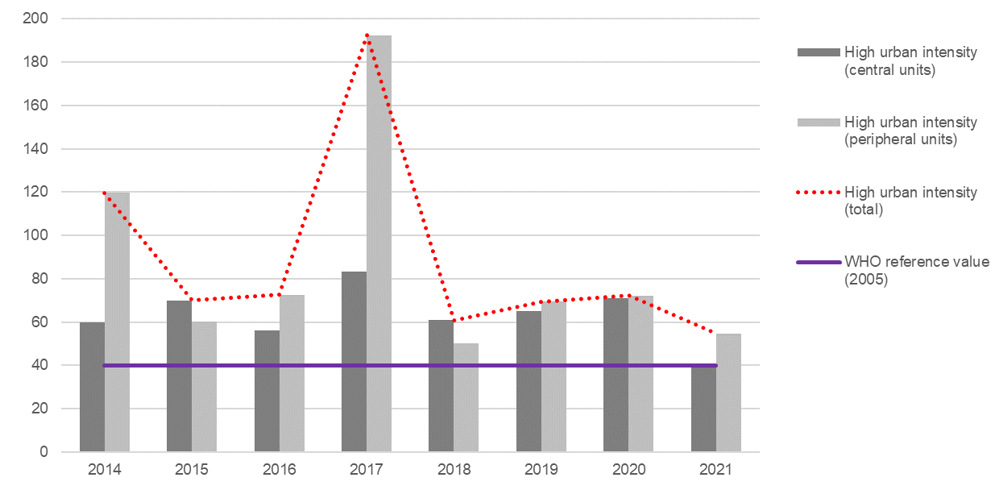 200
180
160
140
120
100
80
60
40
20
0
2014 2015 2016 2017 2018 2019 2020 2021
High urban intensity
(central units)
High urban intensity
(peripheral units)
High urban intensity
(total)
WHO reference value
(2005)